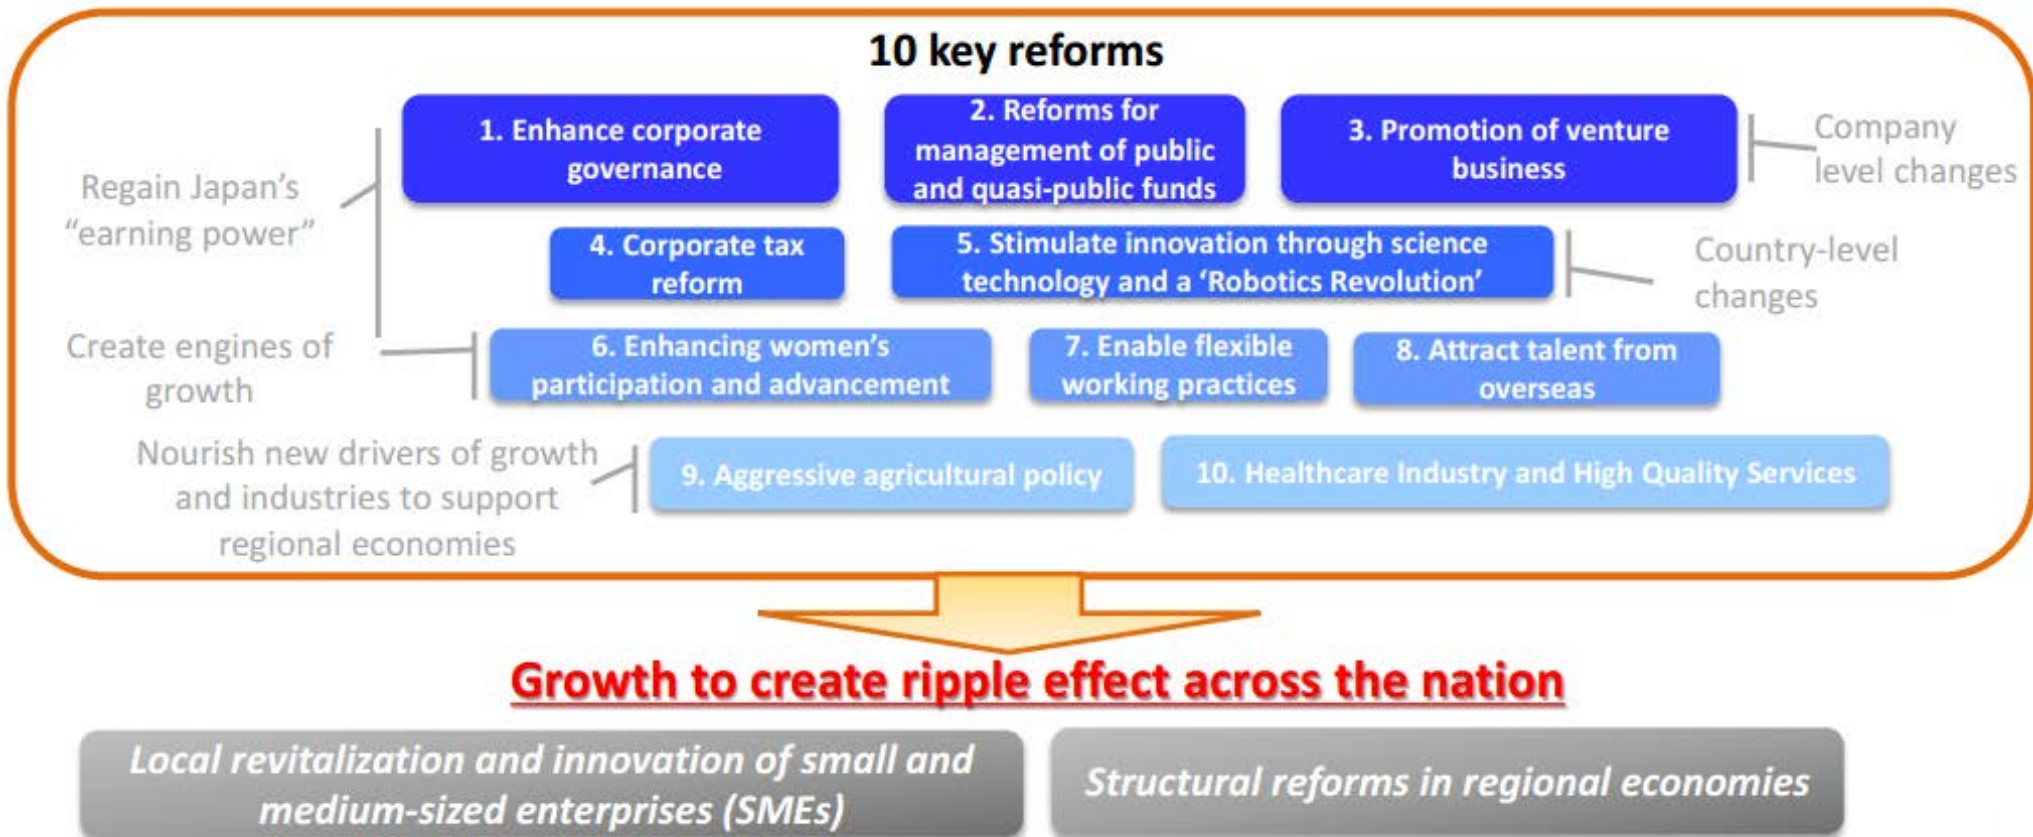 10 key reforms
1. Enhance corporate
governance
2. Reforms for
management of public
and quasi-public funds
3. Promotion of venture
business
Company
level changes
Regain Japan's
“earning power”
4. Corporate tax
reform
5. Stimulate innovation through science
technology and a ‘Robotics Revolution’
Country-level
changes
Create engines of
growth
6. Enhancing women's
participation and advancement
7. Enable flexible
working practices
8. Attract talent from
overseas
Nourish new drivers of growth
and industries to support
regional economies
9. Aggressive agricultural policy
10. Healthcare Industry and High Quality Services
Growth to create ripple effect across the nation
Local revitalization and innovation of small and
medium-sized enterprises (SMEs)
Structural reforms in regional economies